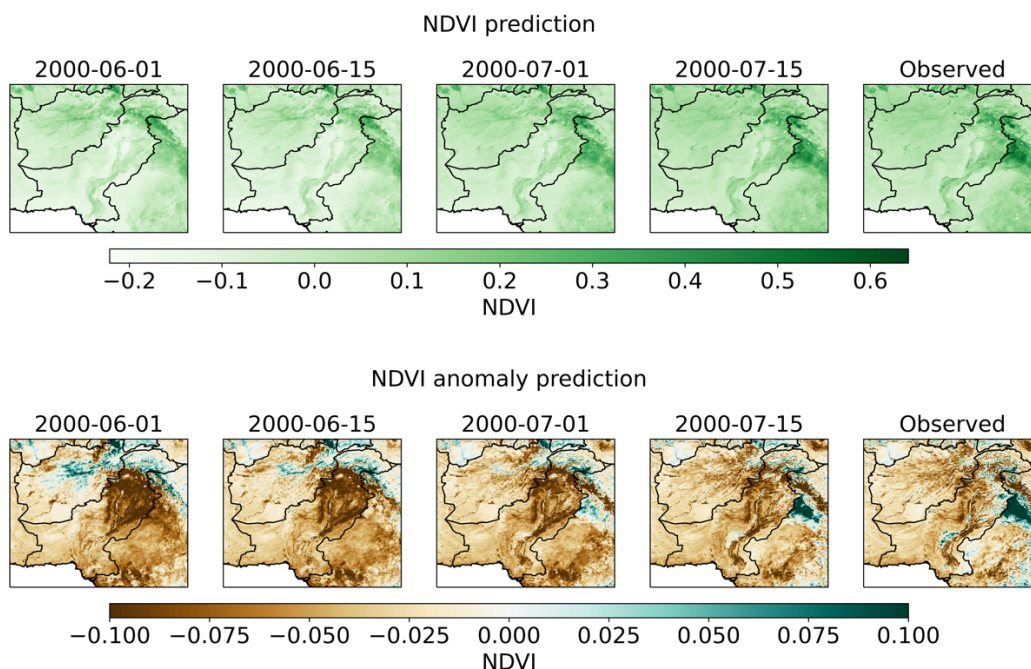 NDVI prediction
2000-06-01 2000-06-15 2000-07-01 2000-07-15 Observed
−0.2 −0.1 0.0 0.1 0.2 0.3 0.4 0.5 0.6
NDVI
NDVI anomaly prediction
2000-06-01 2000-06-15 2000-07-01 2000-07-15 Observed
−0.100 −0.075 −0.050 −0.025 0.000 0.025 0.050 0.075 0.100
NDVI